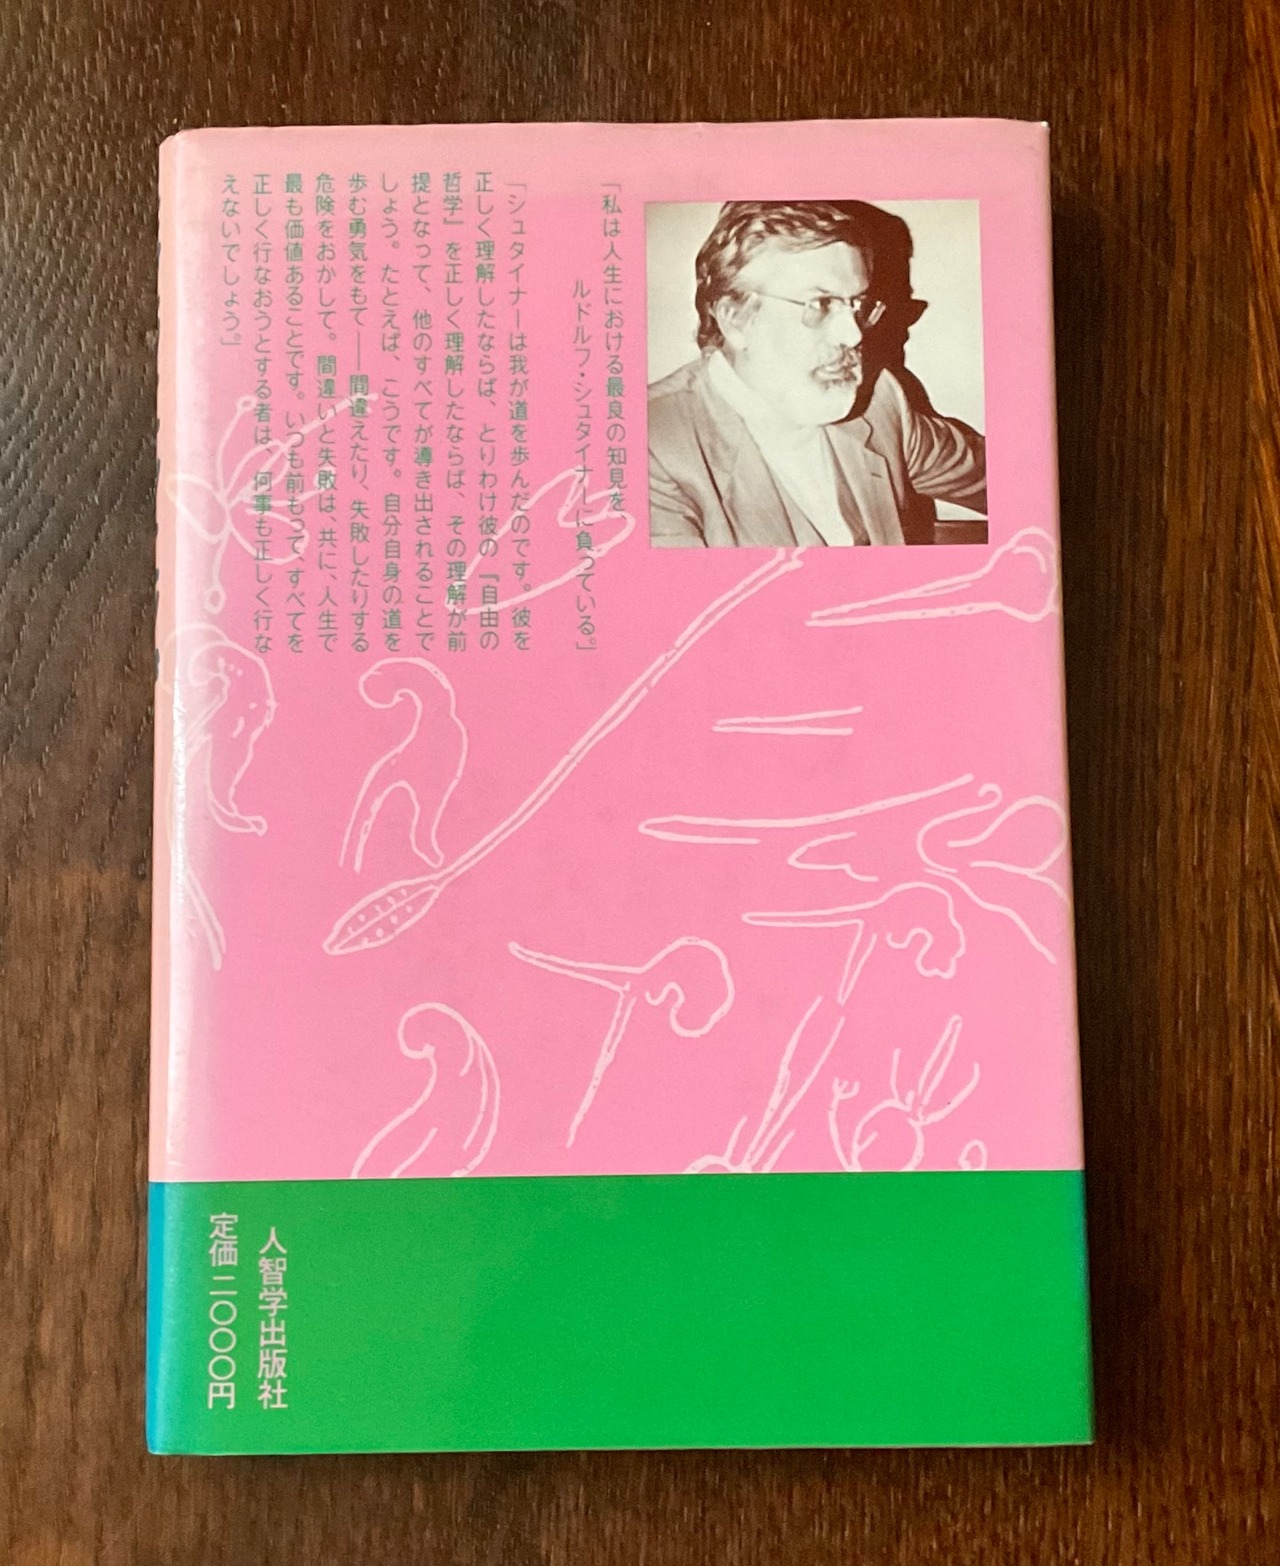 「私は人生における最良の知見を
ルドルフ・シュタイナーに負っている。」
「シュタイナーは我が道を歩んだのです。彼を
正しく理解したならば、とりわけ彼の『自由の
哲学』を正しく理解したならば、その理解が前
提となって、他のすべてが導き出されることで
しょう。たとえば、こうです。自分自身の道を
歩む勇気をもて――間違えたり、失敗したりする
危険をおかして。間違いと失敗は、共に、人生で
最も価値あることです。いつも前もって、すべてを
正しく行なおうとする者は、何事も正しく行な
えないでしょう。」
人智学出版社
定価二〇〇〇円